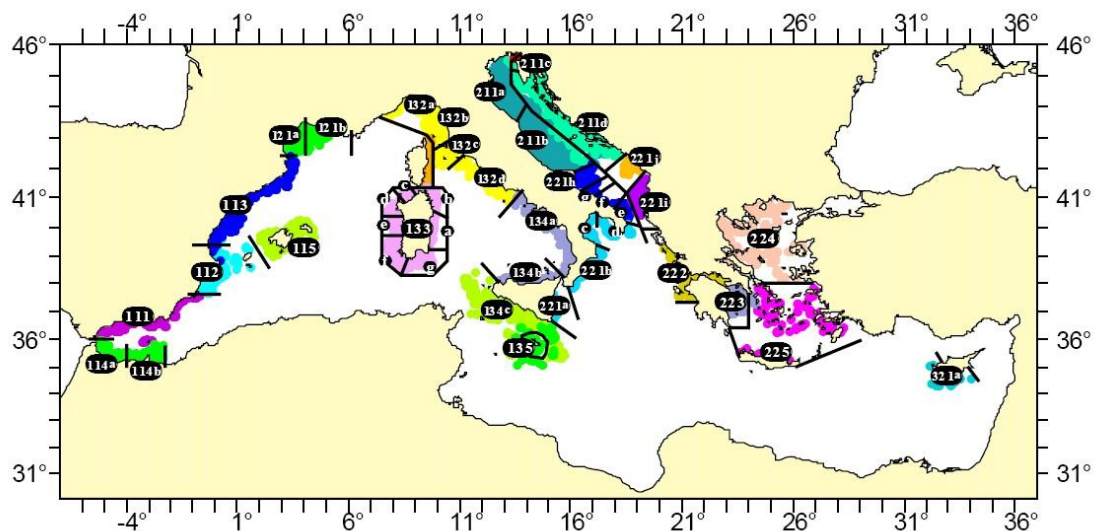 -4° 1° 6° 11° 16° 21° 26° 31° 36°
46° 46°
211c
211a
132a
121a 121b 132b
211d
132c 211b
221j
132d 221h
41° 41°
c
d b g
113 f 221i
e
133 134a
e a c d 224
115
112 134b 221b 222
f g
223
111 134c 221a
36° 135 225 36°
114a 114b
321a
31° 31°
-4° 1° 6° 11° 16° 21° 26° 31° 36°